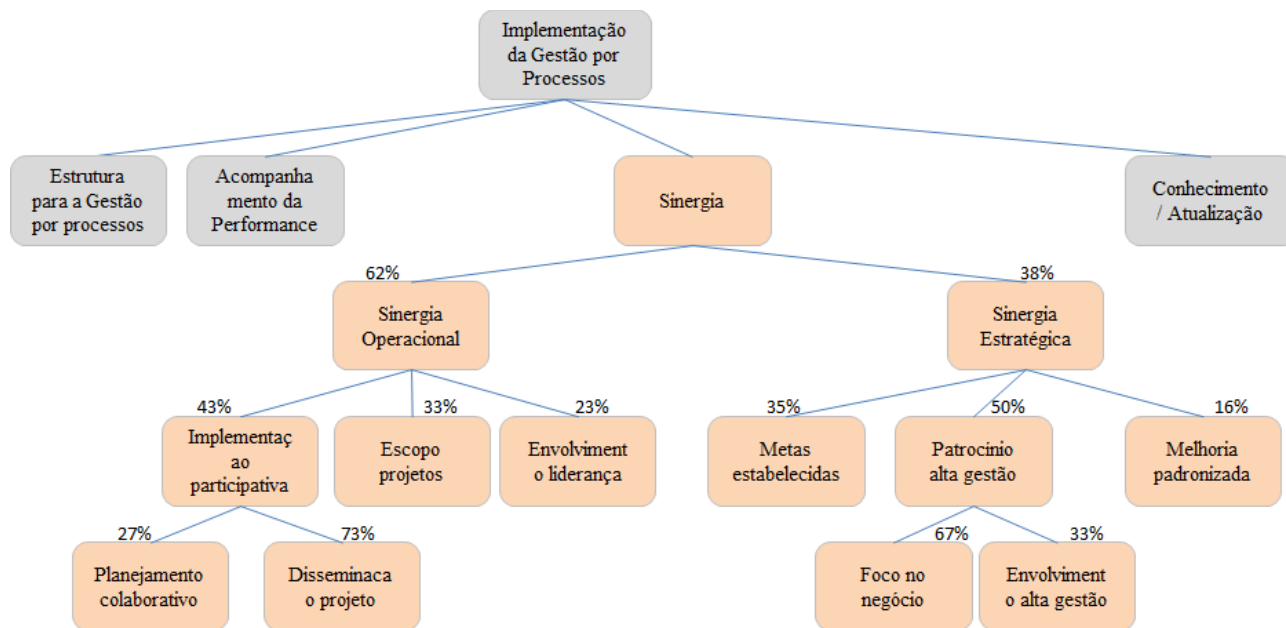 Implementação
da Gestão por
Processos
Estrutura
para a Gestão
por processos
Acompanha
mento da
Performance
Sinergia
Conhecimento
/ Atualização
62%
38%
Sinergia
Operacional
Sinergia
Estratégica
43%
33%
23%
35%
50%
16%
Implementaç
ao
participativa
Escopo
projetos
Envolviment
o liderança
Metas
estabelecidas
Patrocinio
alta gestão
Melhoria
padronizada
27%
73%
67%
33%
Planejamento
colaborativo
Disseminaca
o projeto
Foco no
negócio
Envolviment
o alta gestão